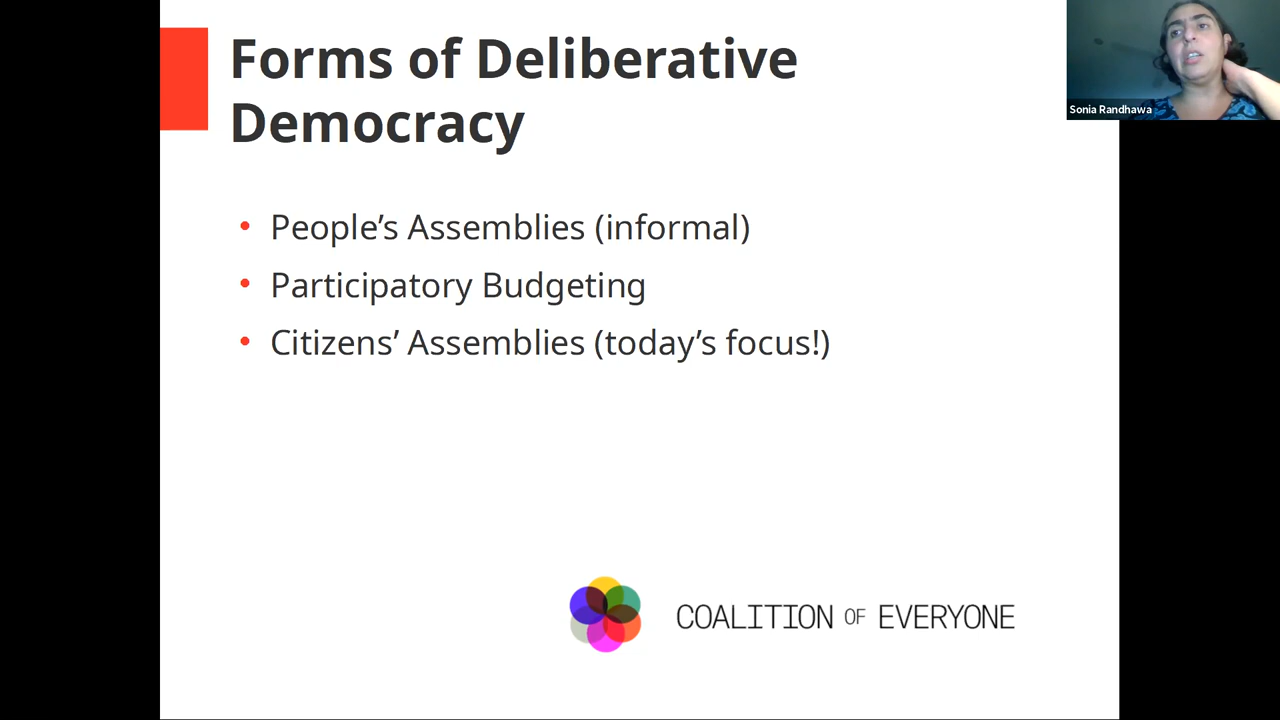 Forms of Deliberative
Democracy
Sonia Randhawa
• People’s Assemblies (informal)
• Participatory Budgeting
• Citizens’ Assemblies (today’s focus!)
COALITION OF EVERYONE